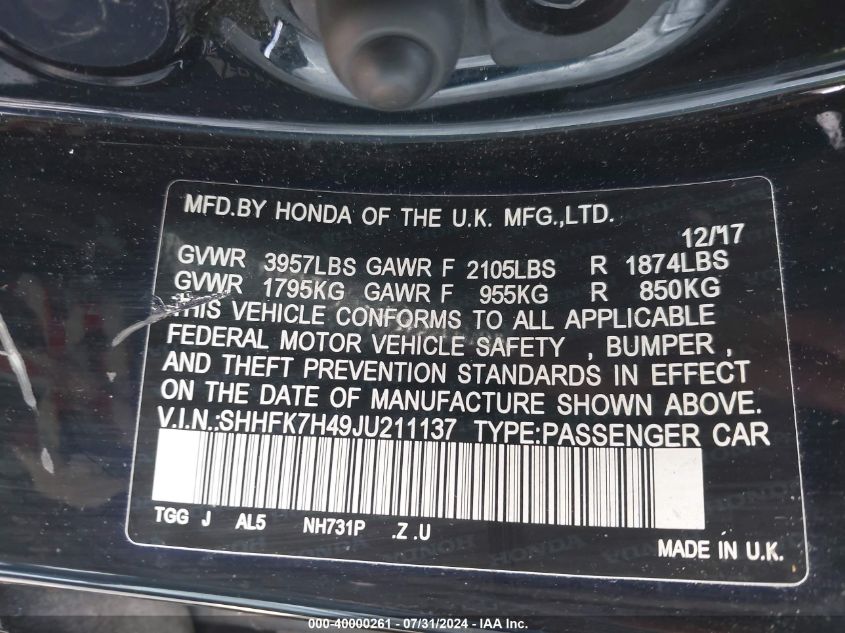 MFD.BY HONDA OF THE U.K. MFG.,LTD.
12/17
GVWR 3957LBS GAWR F 2105LBS R 1874LBS
GVWR 1795KG GAWR F 955KG R 850KG
THIS VEHICLE CONFORMS TO ALL APPLICABLE
FEDERAL MOTOR VEHICLE SAFETY , BUMPER ,
AND THEFT PREVENTION STANDARDS IN EFFECT
ON THE DATE OF MANUFACTURE SHOWN ABOVE.
V.I.N.:SHHFK7H49JU211137 TYPE:PASSENGER CAR
TGG J AL5 NH731P .Z .U
MADE IN U.K.
000-40000261 - 07/31/2024 - IAA Inc.